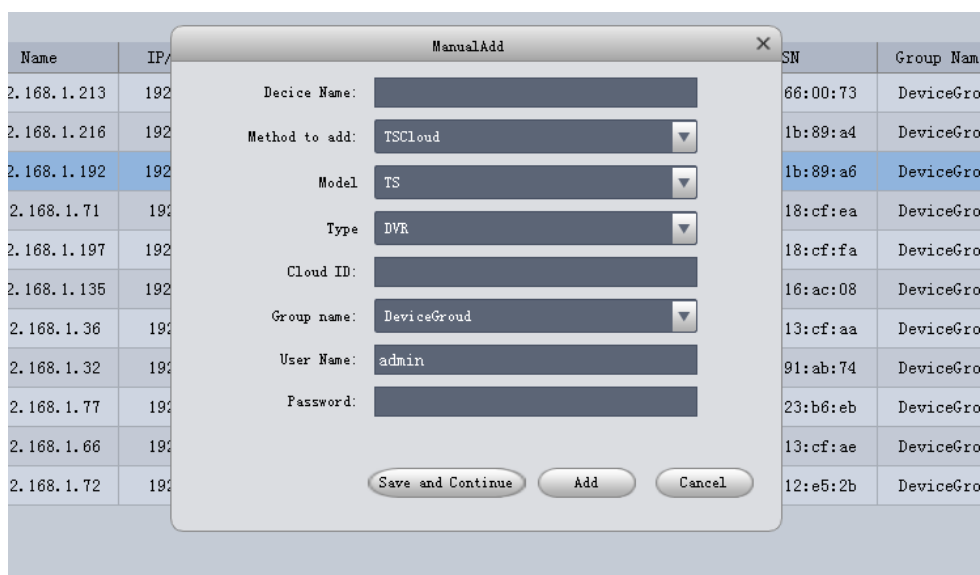 ManualAdd
Name IP/ SN Group Nam
2.168.1.213 192 66:00:73 DeviceGro
2.168.1.216 192 1b:89:a4 DeviceGro
2.168.1.192 192 1b:89:a6 DeviceGro
2.168.1.71 192 18:cf:ea DeviceGro
2.168.1.197 192 18:cf:fa DeviceGro
2.168.1.135 192 16:ac:08 DeviceGro
2.168.1.36 192 13:cf:aa DeviceGro
2.168.1.32 192 91:ab:74 DeviceGro
2.168.1.77 192 23:b6:eb DeviceGro
2.168.1.66 192 13:cf:ae DeviceGro
2.168.1.72 192 12:e5:2b DeviceGro
Decice Name:
Method to add: TSCloud
Model TS
Type DVR
Cloud ID:
Group name: DeviceGroud
User Name: admin
Password:
Save and Continue Add Cancel